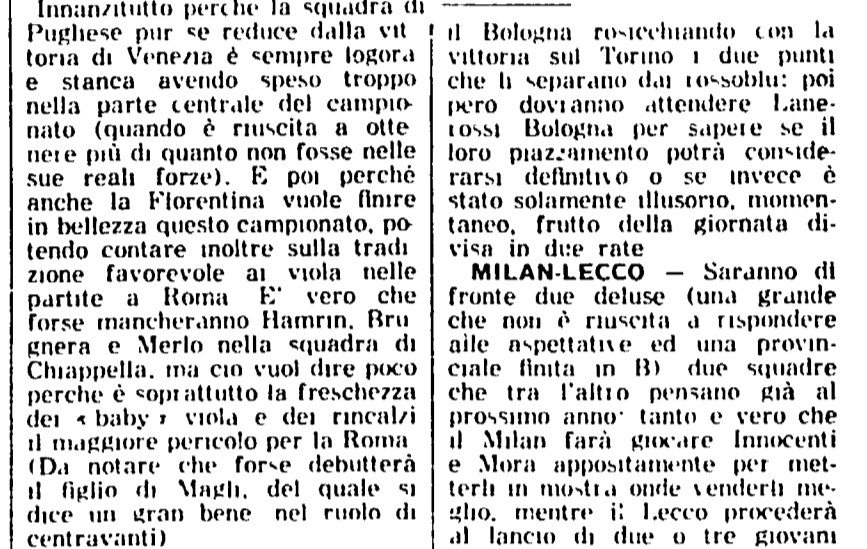 Innanzitutto perche la squadra di
Pugliese pur se reduce dalla vit
toria di Venezia è sempre logora
e stanca avendo speso troppo
nella parte centrale del campio-
nato (quando è riuscita a otte
nere più di quanto non fosse nelle
sue reali forze). E poi perché
anche la Fiorentina vuole finire
in bellezza questo campionato, po-
tendo contare inoltre sulla tradi
zione favorevole ai viola nelle
partite a Roma E' vero che
forse mancheranno Hamrin, Bru
gnera e Merlo nella squadra di
Chiappella, ma cio vuol dire poco
perche è soprattutto la freschezza
dei « baby » viola e dei rincalzi
il maggiore pericolo per la Roma
(Da notare che forse debutterà
il figlio di Magli, del quale si
dice un gran bene nel ruolo di
centravanti)
il Bologna rosicchiando con la
vittoria sul Torino i due punti
che li separano dai rossoblu: poi
pero dovranno attendere Lane-
rossi Bologna per sapere se il
loro piazzamento potrà conside-
rarsi definitivo o se invece è
stato solamente illusorio, momen-
taneo, frutto della giornata di-
visa in due rate
MILAN-LECCO — Saranno di
fronte due deluse (una grande
che non è riuscita a rispondere
alle aspettative ed una provin-
ciale finita in B) due squadre
che tra l'altro pensano già al
prossimo anno: tanto e vero che
il Milan farà giocare Innocenti
e Mora appositamente per met-
terli in mostra onde venderli me-
glio, mentre il Lecco procederà
al lancio di due o tre giovani